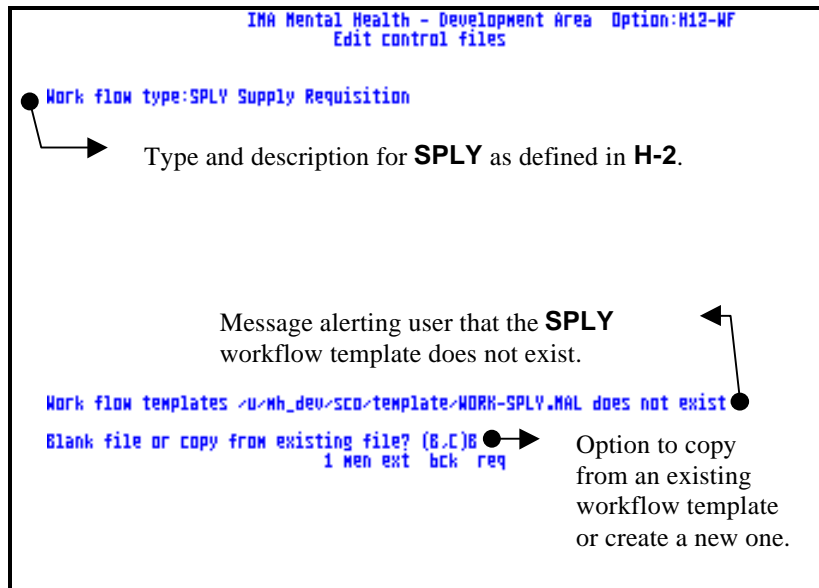 IMA Mental Health - Development Area Option:H12-WF
Edit control files
Work flow type:SPLY Supply Requisition
Type and description for SPLY as defined in H-2.
Message alerting user that the SPLY
workflow template does not exist.
Work flow templates /u/mh_dev/sco/template/WORK-SPLY.MAL does not exist
Blank file or copy from existing file? (B,C)B
1 men ext bck req
Option to copy
from an existing
workflow template
or create a new one.